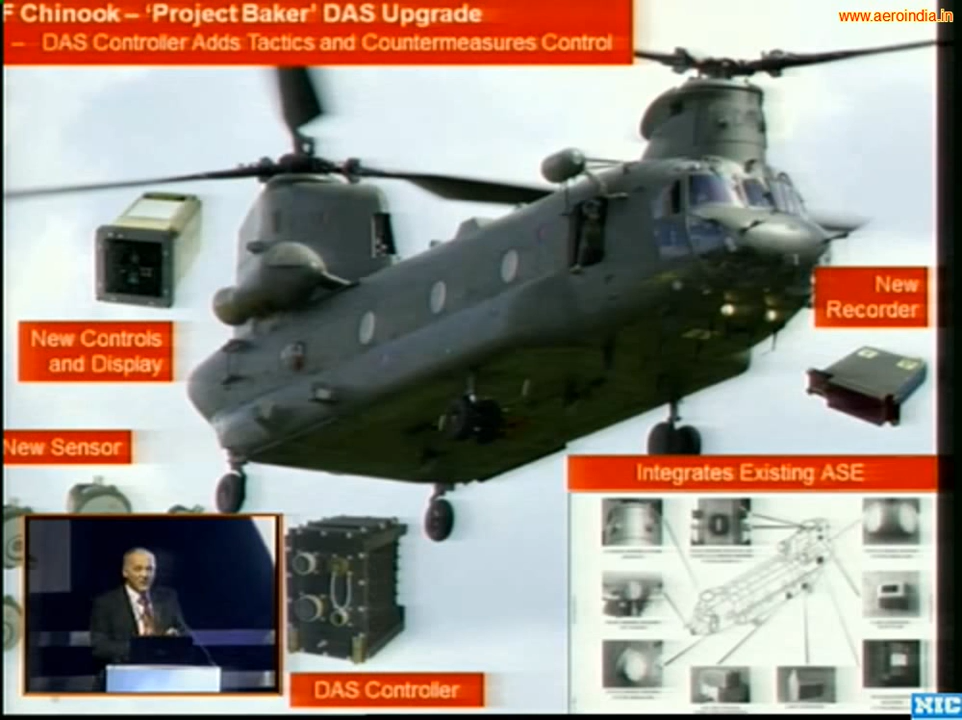 www.aeroindia.in
F Chinook – 'Project Baker' DAS Upgrade
– DAS Controller Adds Tactics and Countermeasures Control
New
Recorder
New Controls
and Display
New Sensor
Integrates Existing ASE
DAS Controller
NIC